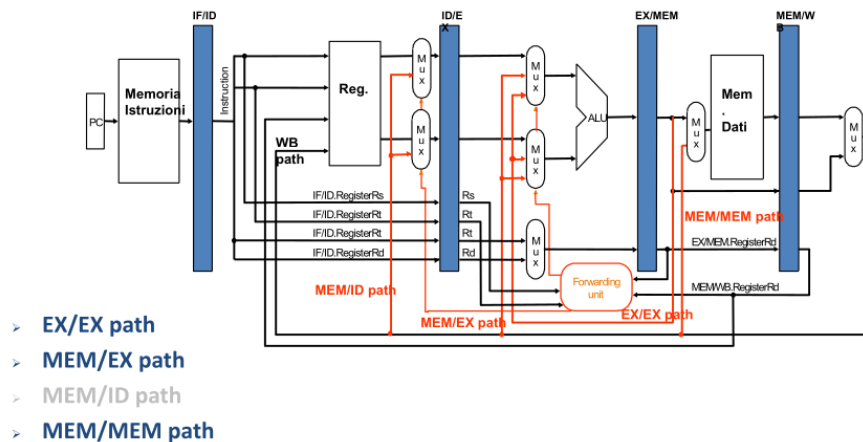 IF/ID
ID/E
X
EX/MEM
MEM/W
B
PC
Memoria
Istruzioni
Instruction
Reg.
WB
path
M
u
x
M
u
x
M
u
x
M
u
x
ALU
M
u
x
Mem
.
Dati
M
u
x
IF/ID.RegisterRs
Rs
IF/ID.RegisterRt
Rt
IF/ID.RegisterRt
Rt
IF/ID.RegisterRd
Rd
M
u
x
MEM/MEM path
EX/MEM.RegisterRd
Forwarding
unit
MEM/WB.RegisterRd
MEM/ID path
MEM/EX path
EX/EX path
EX/EX path
MEM/EX path
MEM/ID path
MEM/MEM path